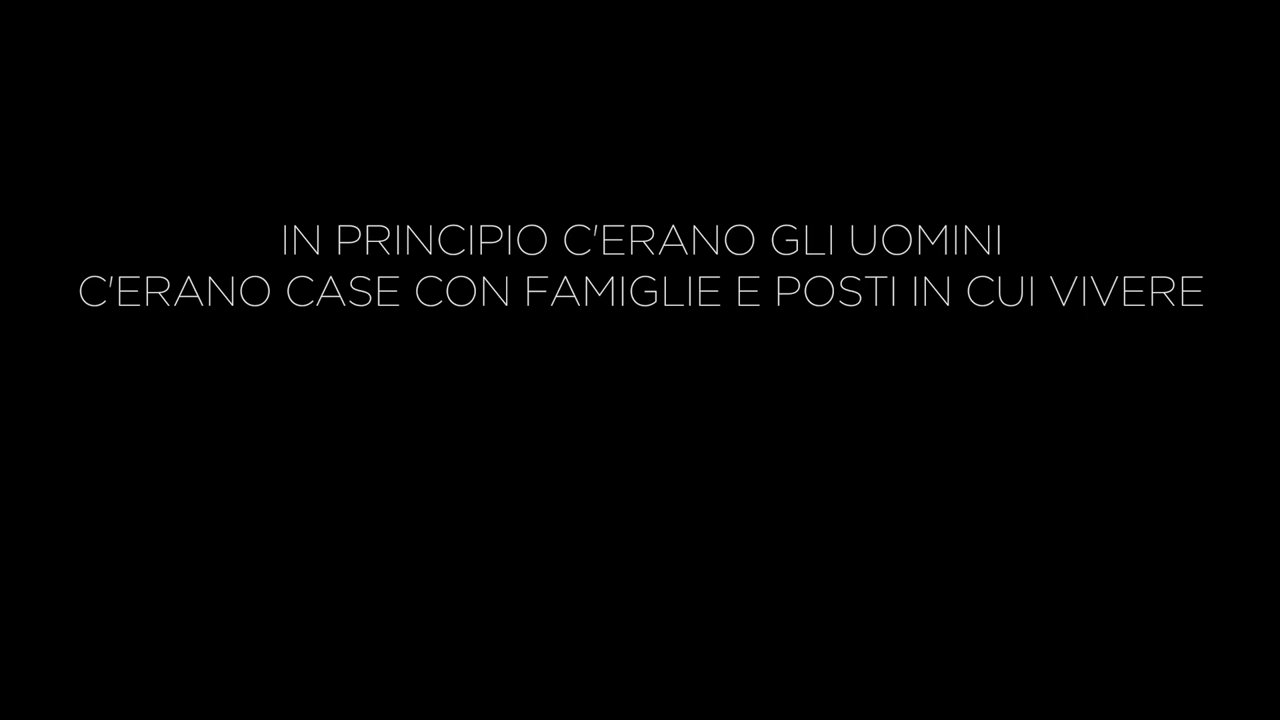 IN PRINCIPIO C'ERANO GLI UOMINI
C'ERANO CASE CON FAMIGLIE E POSTI IN CUI VIVERE